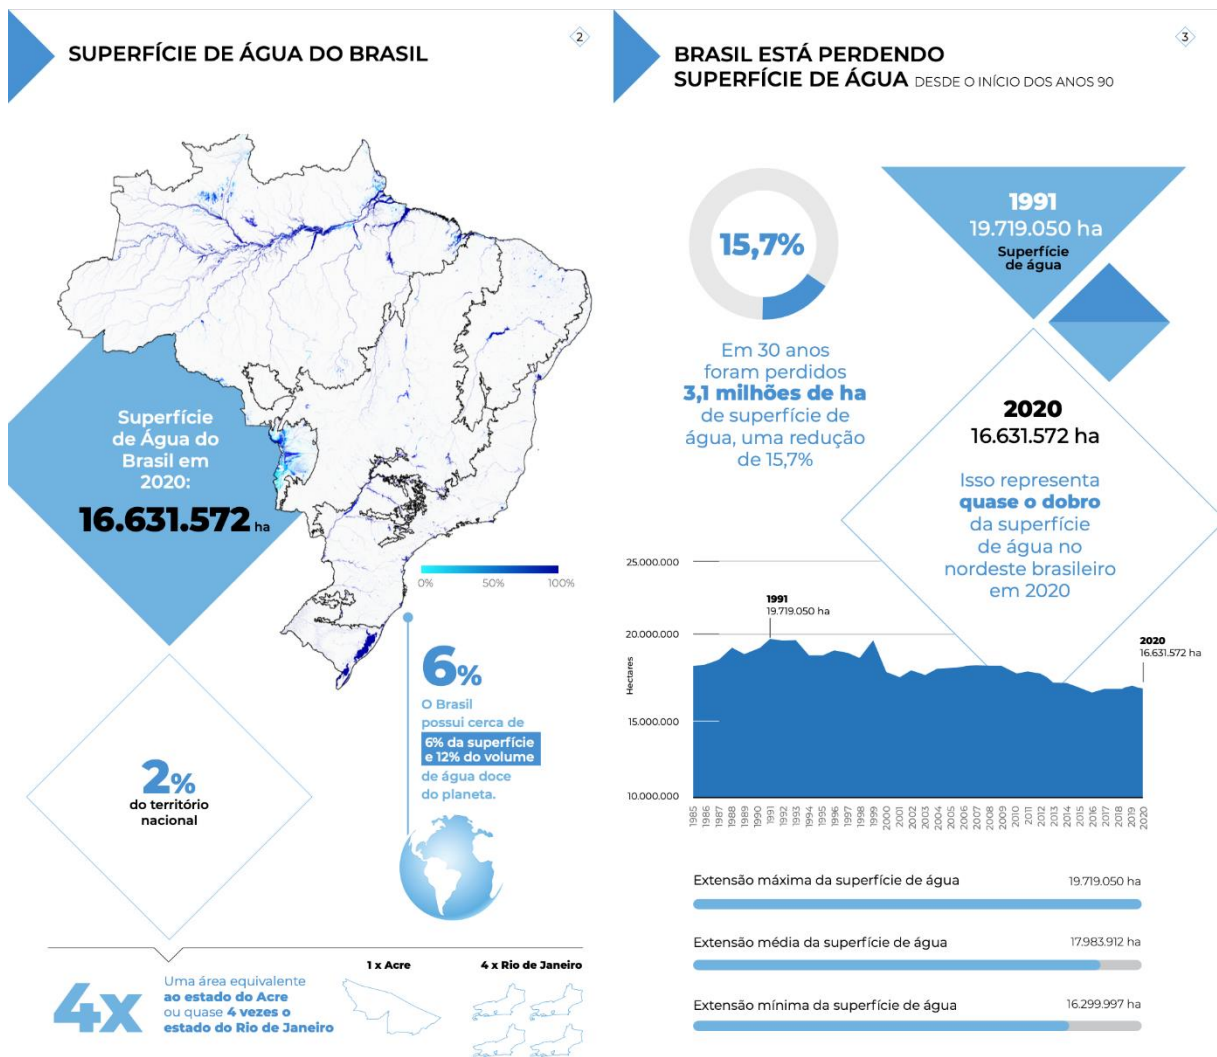 2
SUPERFÍCIE DE ÁGUA DO BRASIL
Superfície
de Água do
Brasil em
2020:
16.631.572 ha
0% 50% 100%
6%
O Brasil
possui cerca de
6% da superfície
e 12% do volume
de água doce
do planeta.
2%
do território
nacional
4x
Uma área equivalente
ao estado do Acre
ou quase 4 vezes o
estado do Rio de Janeiro
1 x Acre
4 x Rio de Janeiro
3
BRASIL ESTÁ PERDENDO
SUPERFÍCIE DE ÁGUA DESDE O INÍCIO DOS ANOS 90
15,7%
Em 30 anos
foram perdidos
3,1 milhões de ha
de superfície de
água, uma redução
de 15,7%
1991
19.719.050 ha
Superfície
de água
2020
16.631.572 ha
Isso representa
quase o dobro
da superfície
de água no
nordeste brasileiro
em 2020
25.000.000
20.000.000
15.000.000
10.000.000
Hectares
1991
19.719.050 ha
2020
16.631.572 ha
1985 1986 1987 1988 1989 1990 1991 1992 1993 1994 1995 1996 1997 1998 1999 2000 2001 2002 2003 2004 2005 2006 2007 2008 2009 2010 2011 2012 2013 2014 2015 2016 2017 2018 2019 2020
Extensão máxima da superfície de água 19.719.050 ha
Extensão média da superfície de água 17.983.912 ha
Extensão mínima da superfície de água 16.299.997 ha